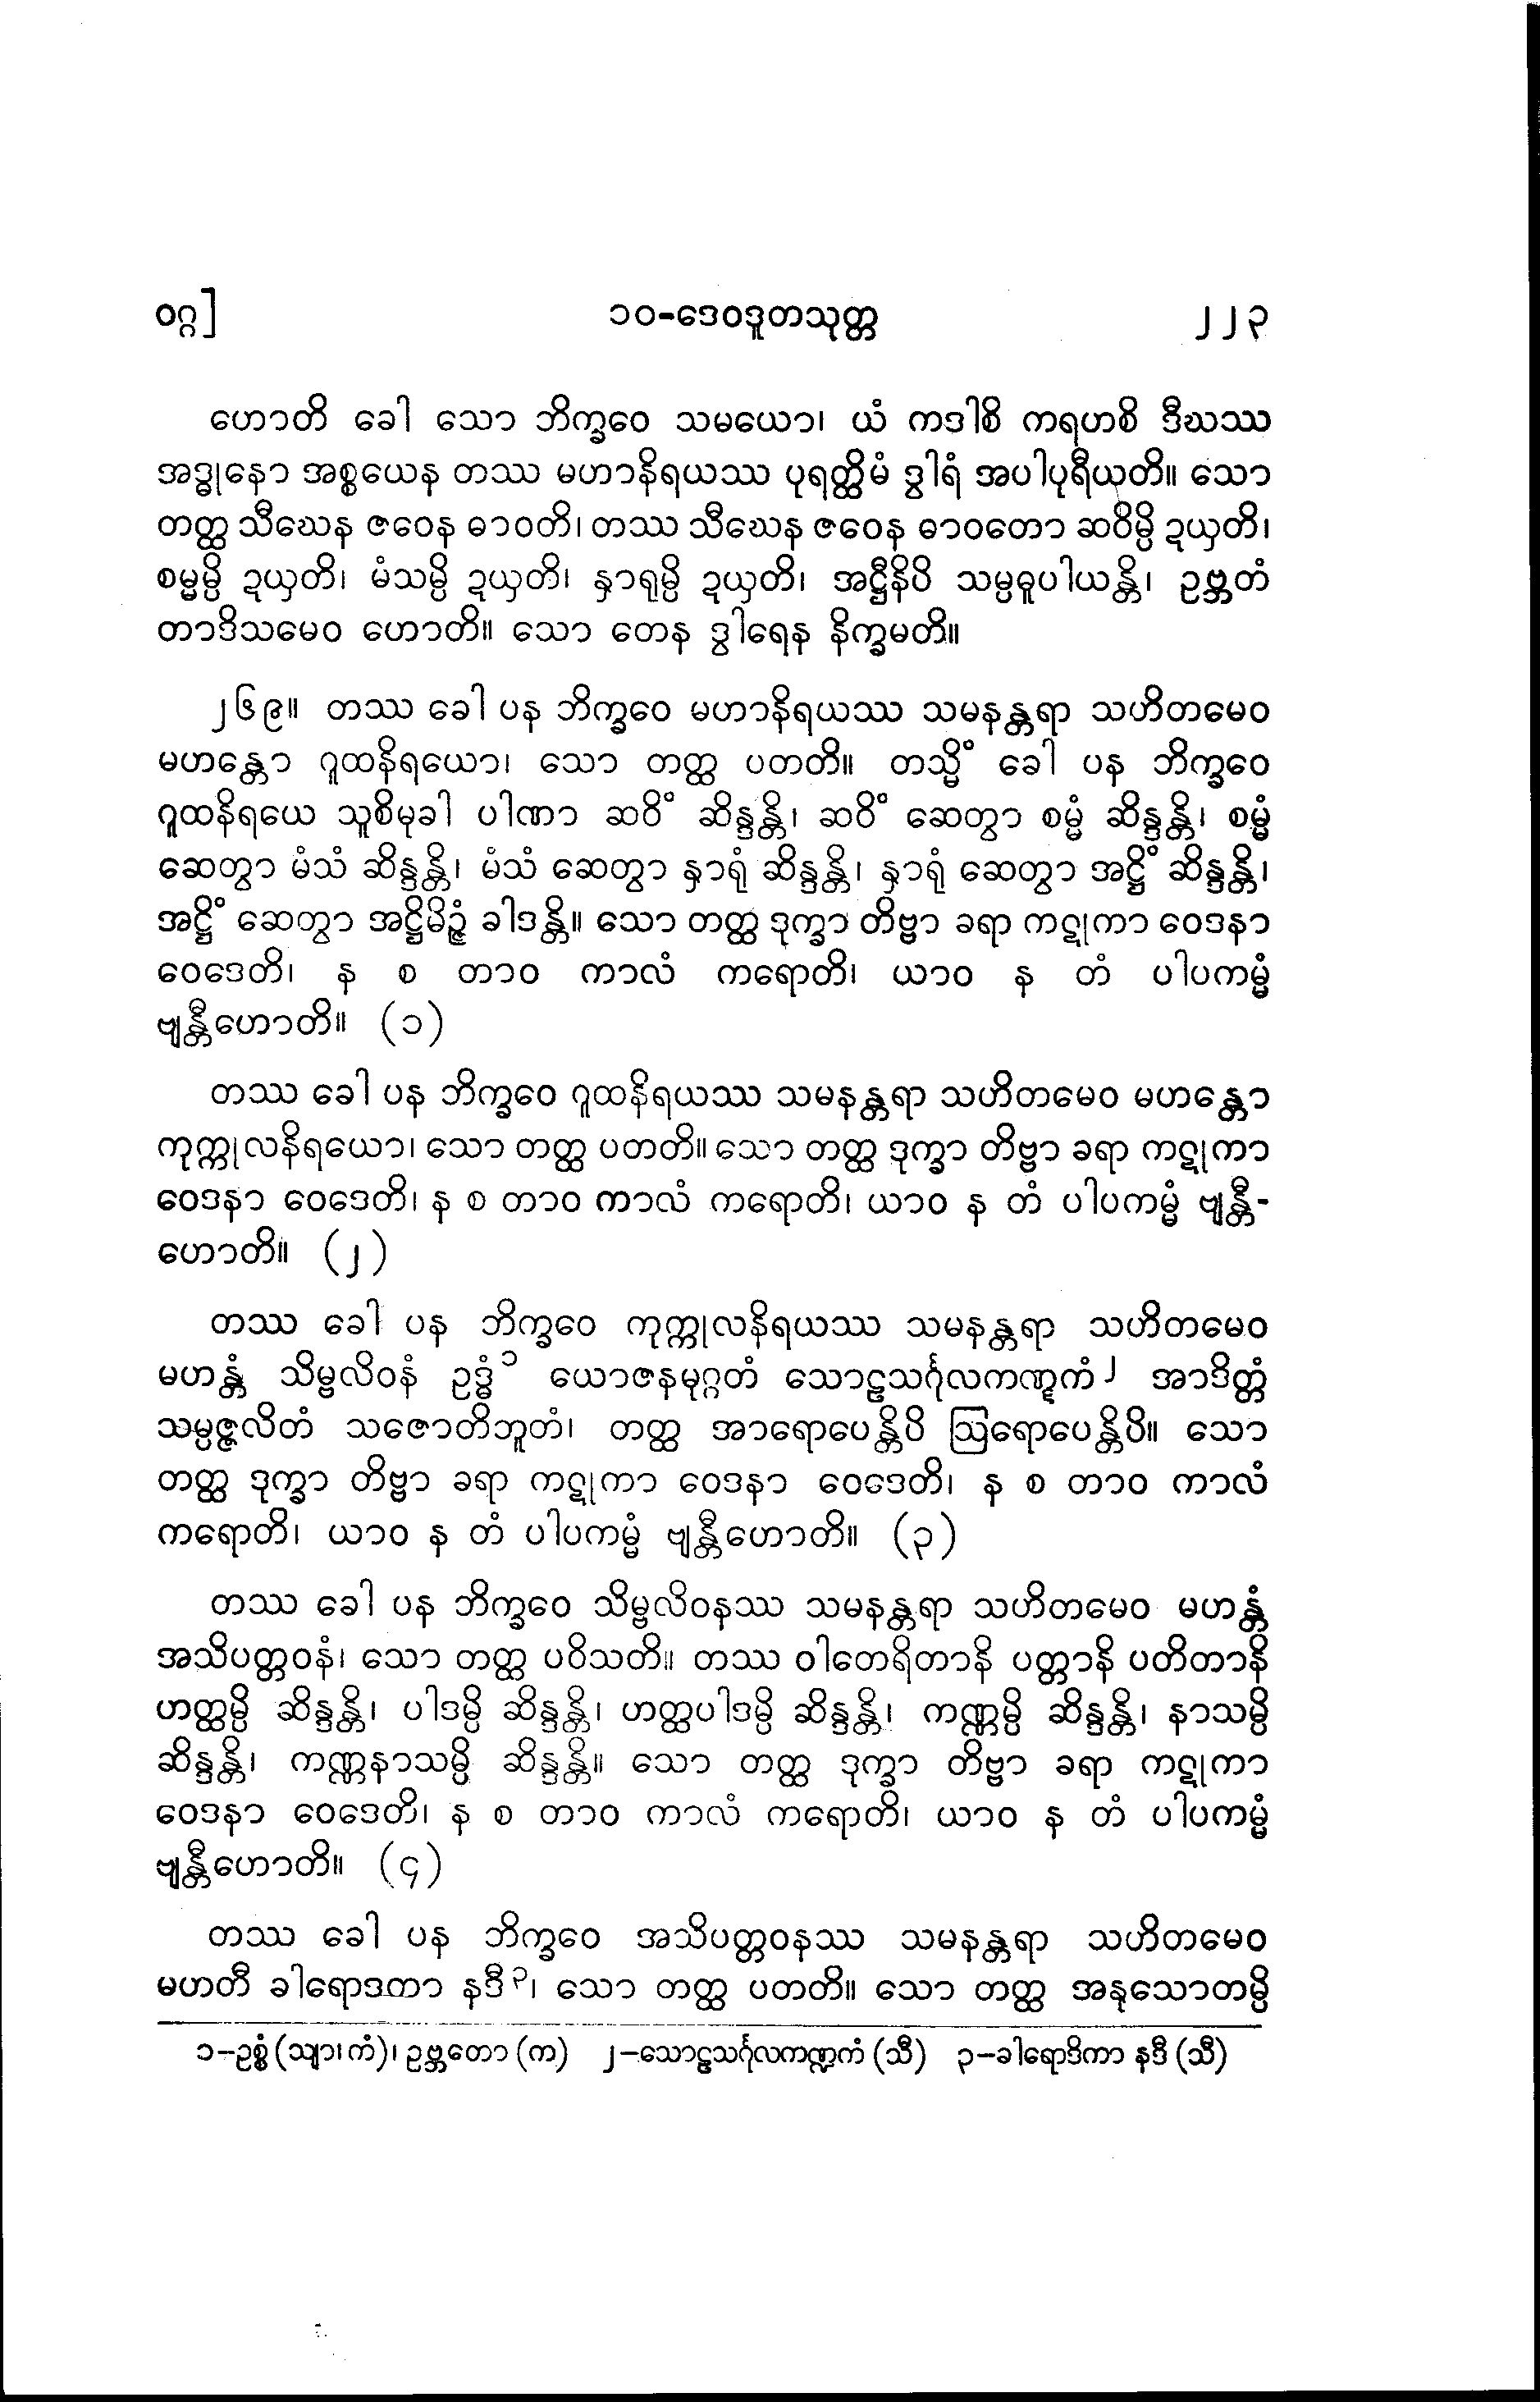 ဝဂ္ဂ] ၁၀-ဒေဝဒူတသုတ္တ ၂၂၃
ဟောတိ ခေါ သော ဘိက္ခဝေ သမယော၊ ယံ ကဒါစိ ကရဟစိ ဒီဃဿ
အဒ္ဓုနော အစ္စယေန တဿ မဟာနိရယဿ ပုရတ္ထိမံ ဒွါရံ အပါပုရီယတိ။ သော
တတ္ထ သီဃေန ဇဝေန ဓာဝတိ၊ တဿ သီဃေန ဇဝေန ဓာဝတော ဆဝိမ္ပိ ဍယှတိ၊
စမ္မမ္ပိ ဍယှတိ၊ မံသမ္ပိ ဍယှတိ၊ နှာရုမ္ပိ ဍယှတိ၊ အဋ္ဌီနိပိ သမ္ပဓူပါယန္တိ၊ ဥဗ္ဘတံ
တာဒိသမေဝ ဟောတိ။ သော တေန ဒွါရေန နိက္ခမတိ။
၂၆၉။ တဿ ခေါ ပန ဘိက္ခဝေ မဟာနိရယဿ သမနန္တရာ သဟိတမေဝ
မဟန္တော ဂူထနိရယော၊ သော တတ္ထ ပတတိ။ တသ္မိံ ခေါ ပန ဘိက္ခဝေ
ဂူထနိရယေ သူစိမုခါ ပါဏာ ဆဝိံ ဆိန္ဒန္တိ၊ ဆဝိံ ဆေတွာ စမ္မံ ဆိန္ဒန္တိ၊ စမ္မံ
ဆေတွာ မံသံ ဆိန္ဒန္တိ၊ မံသံ ဆေတွာ နှာရုံ ဆိန္ဒန္တိ၊ နှာရုံ ဆေတွာ အဋ္ဌိံ ဆိန္ဒန္တိ၊
အဋ္ဌိံ ဆေတွာ အဋ္ဌိမိဉ္ဇံ ခါဒန္တိ။ သော တတ္ထ ဒုက္ခာ တိဗ္ဗာ ခရာ ကဋုကာ ဝေဒနာ
ဝေဒေတိ၊ န စ တာဝ ကာလံ ကရောတိ၊ ယာဝ န တံ ပါပကမ္မံ
ဗျန္တီဟောတိ။ (၁)
တဿ ခေါ ပန ဘိက္ခဝေ ဂူထနိရယဿ သမနန္တရာ သဟိတမေဝ မဟန္တော
ကုက္ကုလနိရယော၊ သော တတ္ထ ပတတိ။ သော တတ္ထ ဒုက္ခာ တိဗ္ဗာ ခရာ ကဋုကာ
ဝေဒနာ ဝေဒေတိ၊ န စ တာဝ ကာလံ ကရောတိ၊ ယာဝ န တံ ပါပကမ္မံ ဗျန္တီ-
ဟောတိ။ (၂)
တဿ ခေါ ပန ဘိက္ခဝေ ကုက္ကုလနိရယဿ သမနန္တရာ သဟိတမေဝ
မဟန္တံ သိမ္ဗလိဝနံ ဥဒ္ဓံ ၁ ယောဇနမုဂ္ဂတံ သောဠသင်္ဂုလကဏ္ဋကံ ၂ အာဒိတ္တံ
သမ္ပဇ္ဇလိတံ သဇောတိဘူတံ၊ တတ္ထ အာရောပေန္တိပိ ဩရောပေန္တိပိ။ သော
တတ္ထ ဒုက္ခာ တိဗ္ဗာ ခရာ ကဋုကာ ဝေဒနာ ဝေဒေတိ၊ န စ တာဝ ကာလံ
ကရောတိ၊ ယာဝ န တံ ပါပကမ္မံ ဗျန္တီဟောတိ။ (၃)
တဿ ခေါ ပန ဘိက္ခဝေ သိမ္ဗလိဝနဿ သမနန္တရာ သဟိတမေဝ မဟန္တံ
အသိပတ္တဝနံ၊ သော တတ္ထ ပဝိသတိ။ တဿ ဝါတေရိတာနိ ပတ္တာနိ ပတိတာနိ
ဟတ္ထမ္ပိ ဆိန္ဒန္တိ၊ ပါဒမ္ပိ ဆိန္ဒန္တိ၊ ဟတ္ထပါဒမ္ပိ ဆိန္ဒန္တိ၊ ကဏ္ဏမ္ပိ ဆိန္ဒန္တိ၊ နာသမ္ပိ
ဆိန္ဒန္တိ၊ ကဏ္ဏနာသမ္ပိ ဆိန္ဒန္တိ။ သော တတ္ထ ဒုက္ခာ တိဗ္ဗာ ခရာ ကဋုကာ
ဝေဒနာ ဝေဒေတိ၊ န စ တာဝ ကာလံ ကရောတိ၊ ယာဝ န တံ ပါပကမ္မံ
ဗျန္တီဟောတိ။ (၄)
တဿ ခေါ ပန ဘိက္ခဝေ အသိပတ္တဝနဿ သမနန္တရာ သဟိတမေဝ
မဟတီ ခါရောဒကာ နဒီ ၃၊ သော တတ္ထ ပတတိ။ သော တတ္ထ အနုသောတမ္ပိ
၁-ဥစ္စံ (သျာ၊ ကံ)၊ ဥဗ္ဘတော (က) ၂-သောဠသင်္ဂုလကဏ္ဍကံ (သီ) ၃-ခါရောဒိကာ နဒီ (သီ)